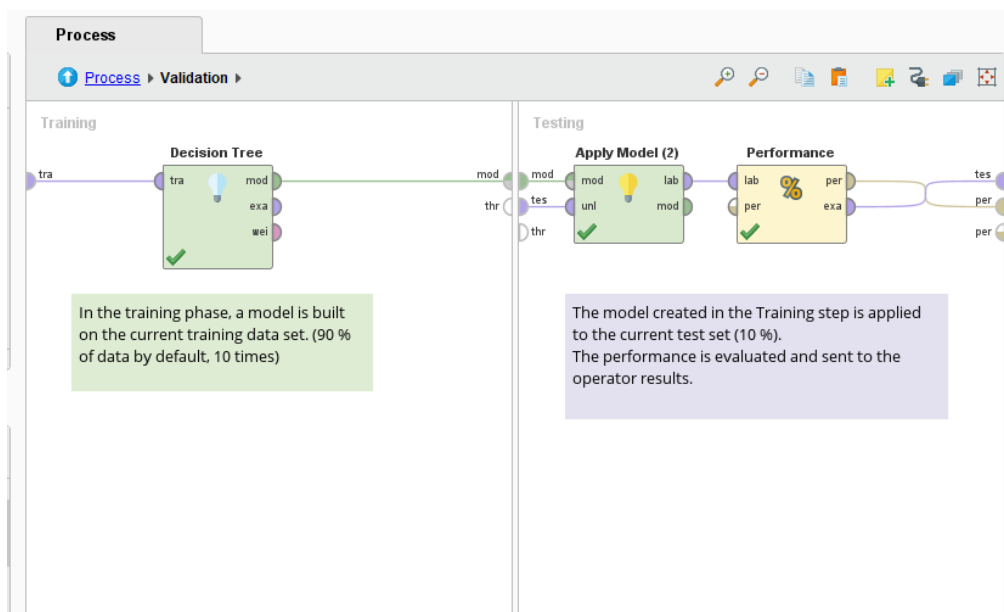 Process
Process Validation
Training
Testing
Decision Tree
Apply Model (2)
Performance
tra
tra
mod
mod
mod
mod
lab
lab
per
tes
exa
thr
tes
unl
mod
per
exa
per
wei
thr
per
In the training phase, a model is built
on the current training data set. (90 %
of data by default, 10 times)
The model created in the Training step is applied
to the current test set (10 %).
The performance is evaluated and sent to the
operator results.